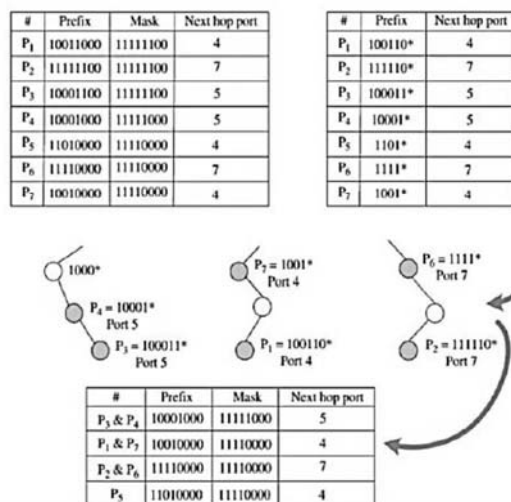 # Prefix Mask Next hop port
P1 10011000 11111100 4
P2 11111100 11111100 7
P3 10001100 11111100 5
P4 10001000 11111000 5
P5 11010000 11110000 4
P6 11110000 11110000 7
P7 10010000 11110000 4
# Prefix Next hop port
P1 100110* 4
P2 111110* 7
P3 100011* 5
P4 10001* 5
P5 1101* 4
P6 1111* 7
P7 1001* 4
1000*
P4 = 10001*
Port 5
P3 = 100011*
Port 5
P7 = 1001*
Port 4
P1 = 100110*
Port 4
P6 = 1111*
Port 7
P2 = 111110*
Port 7
# Prefix Mask Next hop port
P3 & P4 10001000 11111000 5
P1 & P7 10010000 11110000 4
P2 & P6 11110000 11110000 7
P5 11010000 11110000 4